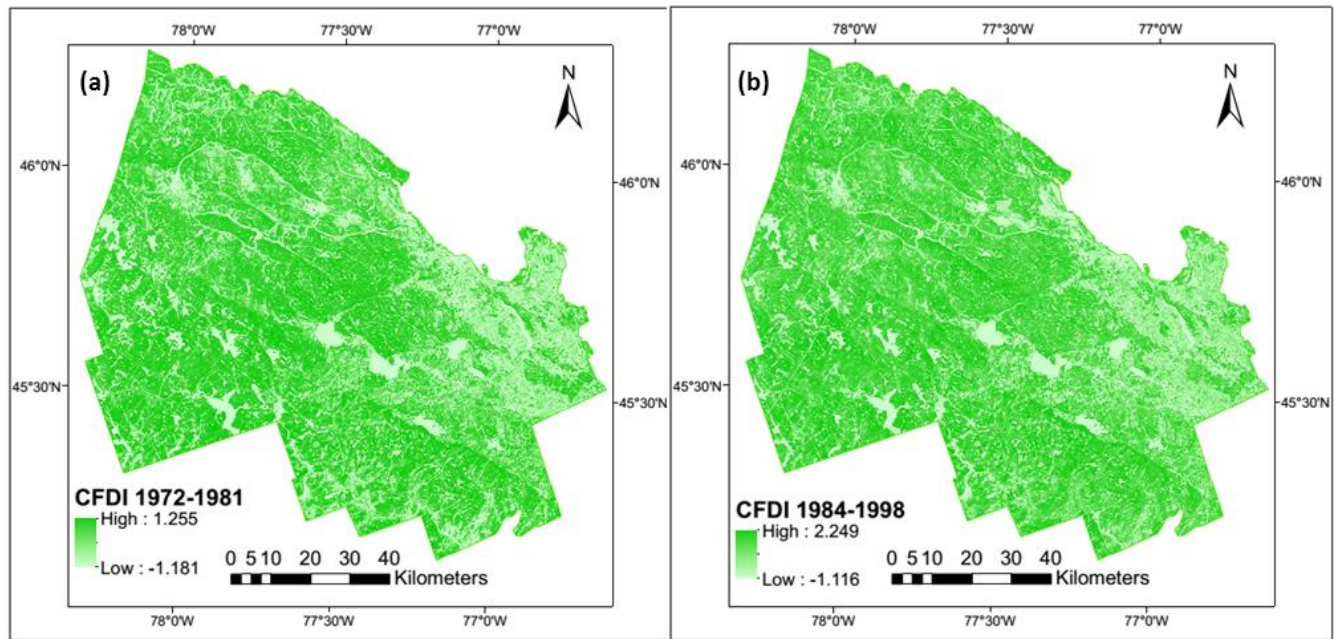 78°0'W 77°30'W 77°0'W
(a)
N
46°0'N
46°0'N
45°30'N
45°30'N
CFDI 1972-1981
High : 1.255
Low : -1.181
0 5 10 20 30 40
Kilometers
78°0'W 77°30'W 77°0'W
78°0'W 77°30'W 77°0'W
(b)
N
46°0'N
46°0'N
45°30'N
45°30'N
CFDI 1984-1998
High : 2.249
Low : -1.116
0 5 10 20 30 40
Kilometers
78°0'W 77°30'W 77°0'W